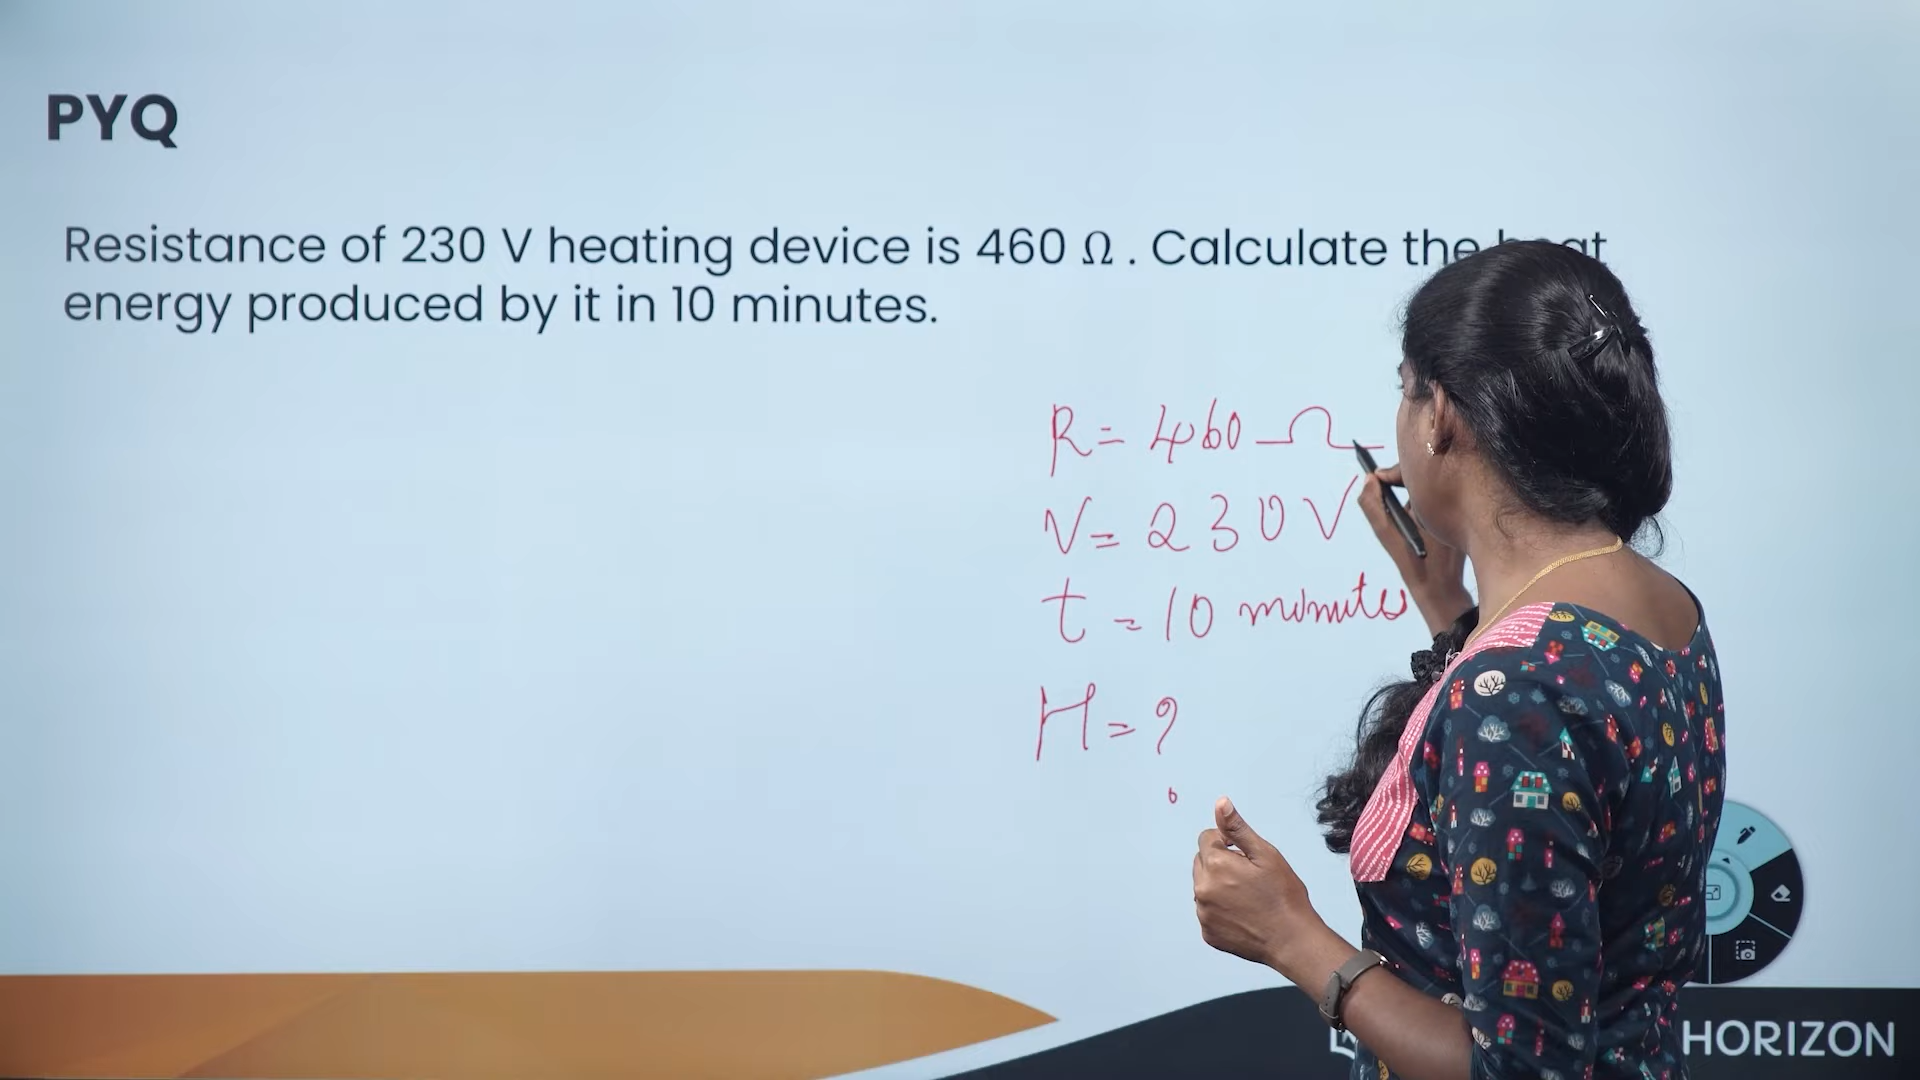 PYQ
Resistance of 230 V heating device is 460 Ω . Calculate the heat
energy produced by it in 10 minutes.
R = 460 Ω
V = 230 V
t = 10 minutes
H = ?
HORIZON